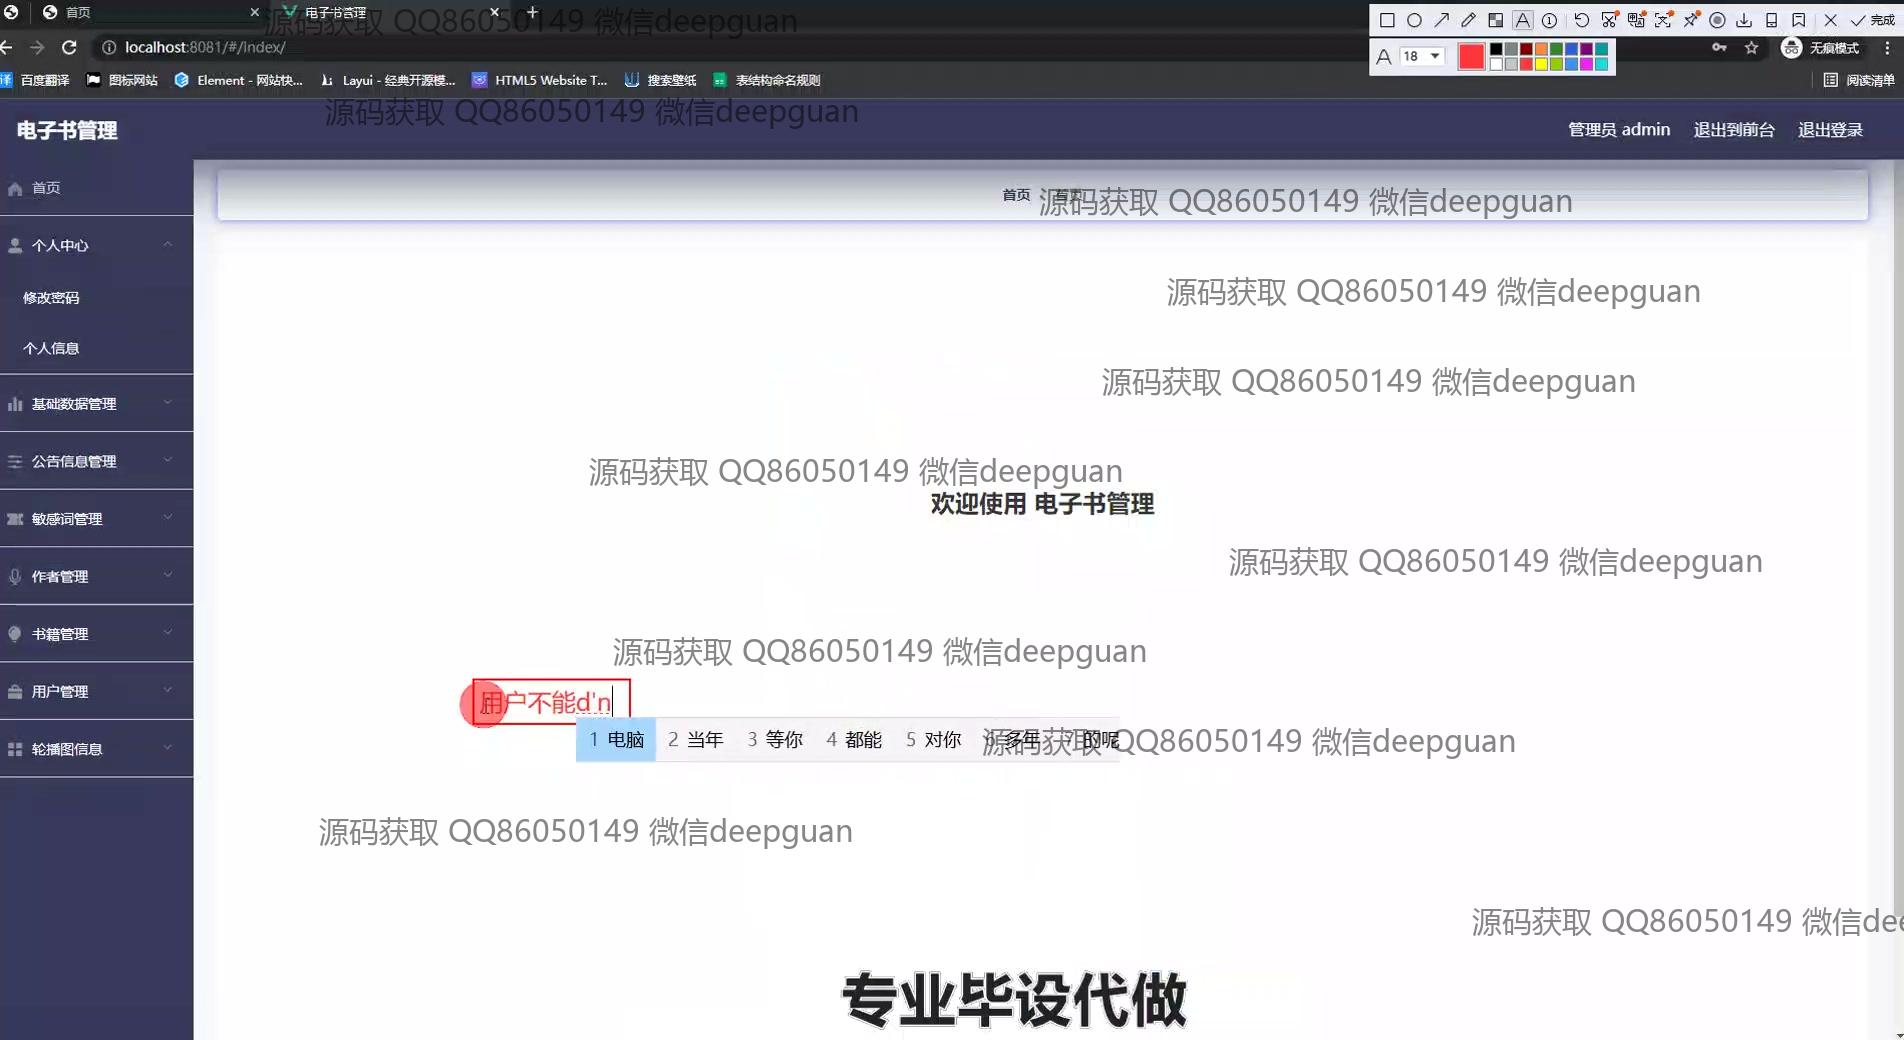 首页
电子书管理
源码获取 QQ86050149 微信deepguan
完成
localhost:8081/#/index/
A 18
无痕模式
译 百度翻译
图标网站
Element - 网站快...
Layui - 经典开源模...
HTML5 Website T...
搜索壁纸
表结构命名规则
阅读清单
源码获取 QQ86050149 微信deepguan
电子书管理
管理员 admin
退出到前台
退出登录
首页
首页
首页
源码获取 QQ86050149 微信deepguan
个人中心
修改密码
源码获取 QQ86050149 微信deepguan
个人信息
源码获取 QQ86050149 微信deepguan
基础数据管理
公告信息管理
源码获取 QQ86050149 微信deepguan
欢迎使用 电子书管理
敏感词管理
源码获取 QQ86050149 微信deepguan
作者管理
书籍管理
源码获取 QQ86050149 微信deepguan
用户管理
用户不能d'n
1 电脑 2 当年 3 等你 4 都能 5 对你 6 多年 7 的呢
源码获取 QQ86050149 微信deepguan
轮播图信息
源码获取 QQ86050149 微信deepguan
源码获取 QQ86050149 微信dee
专业毕设代做